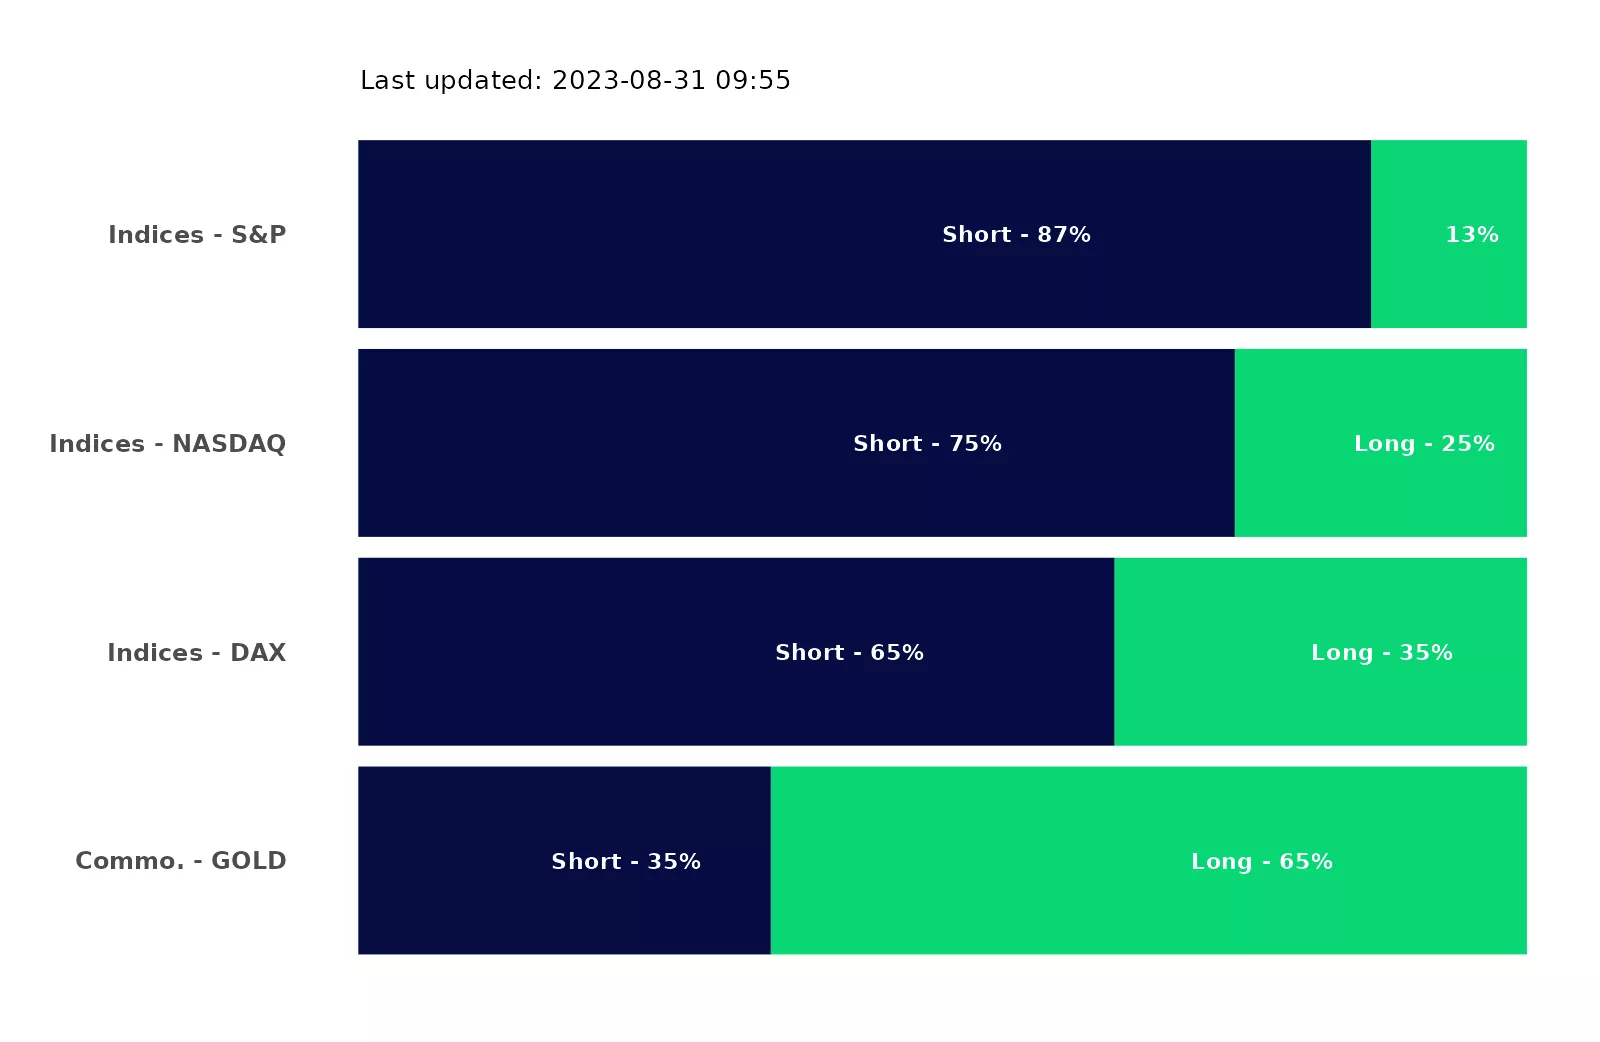 Last updated: 2023-08-31 09:55
Indices - S&P Short - 87% 13%
Indices - NASDAQ Short - 75% Long - 25%
Indices - DAX Short - 65% Long - 35%
Commo. - GOLD Short - 35% Long - 65%